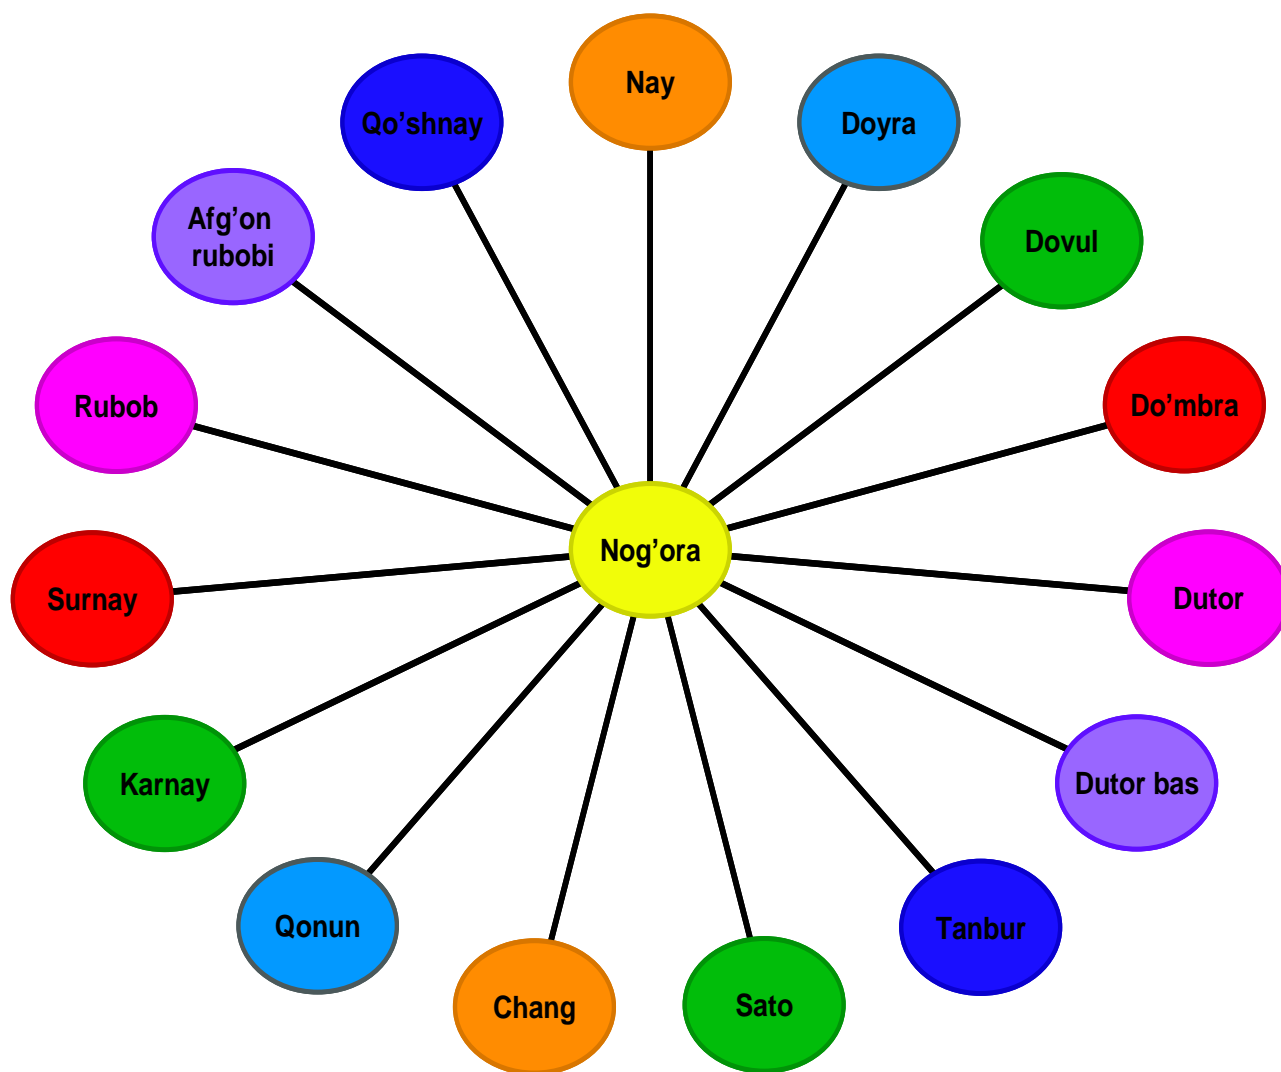 Nay
Qo’shnay
Doyra
Afg’on
rubobi
Dovul
Rubob
Do’mbra
Nog’ora
Surnay
Dutor
Karnay
Dutor bas
Qonun
Tanbur
Chang
Sato